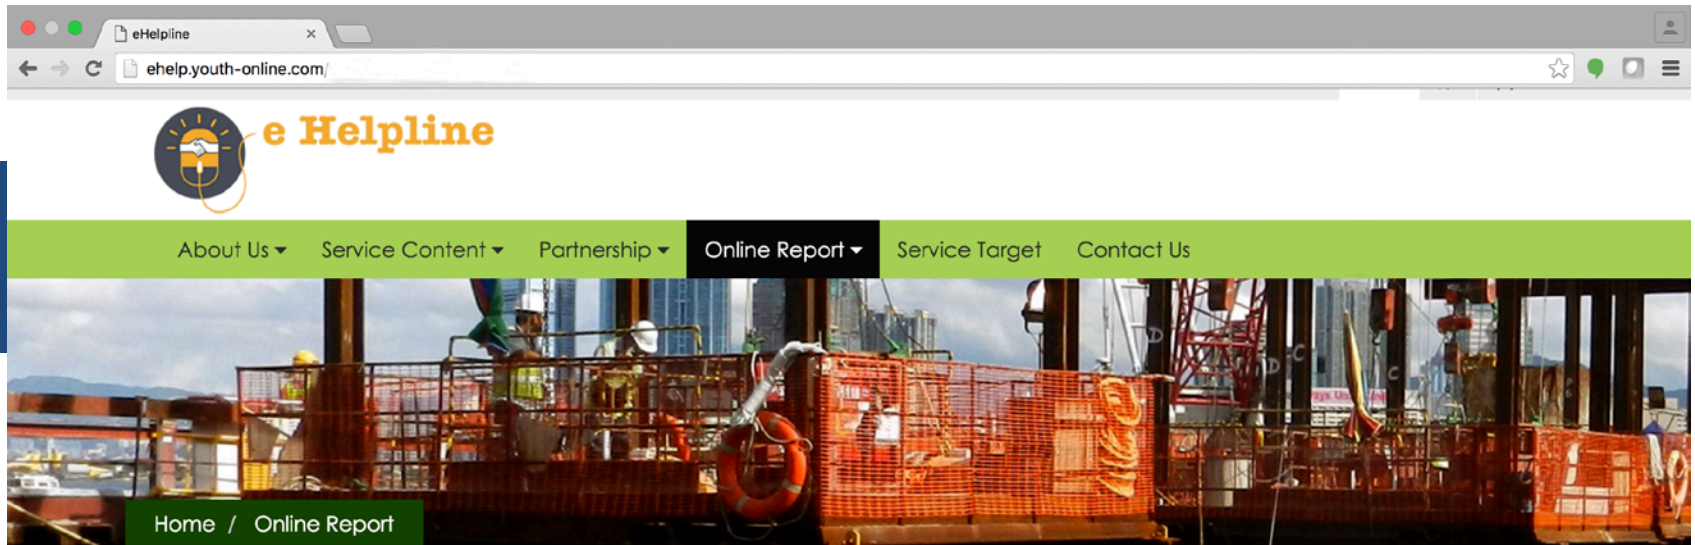 eHelpline
ehelp.youth-online.com/
e Helpline
About Us Service Content Partnership Online Report Service Target Contact Us
Home / Online Report